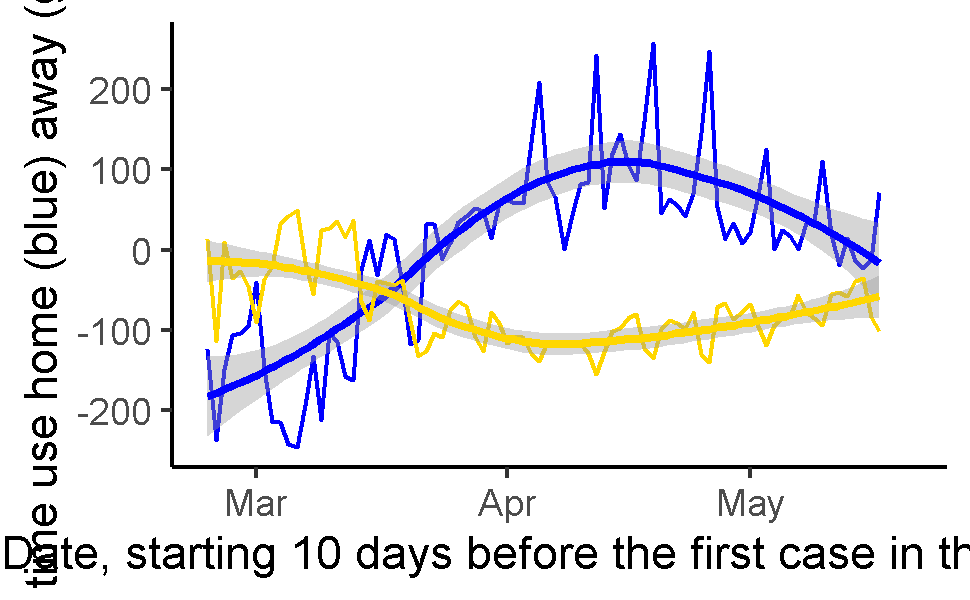 time use home (blue) away (
200
100
0
-100
-200
Mar Apr May
Date, starting 10 days before the first case in th